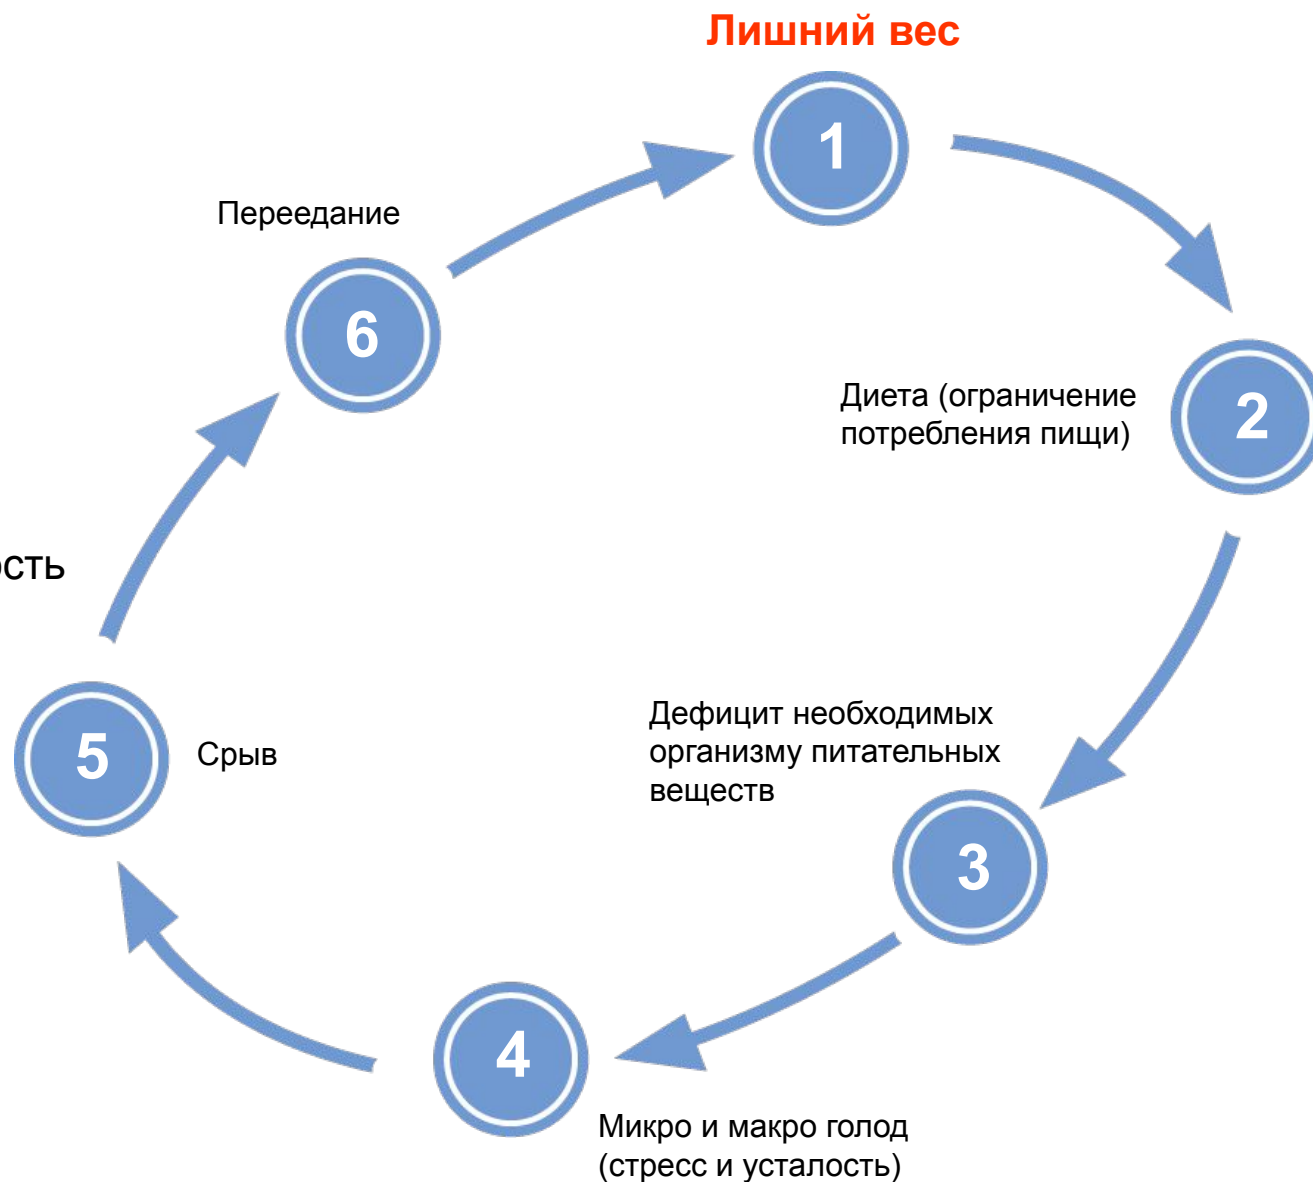 Лишний вес
1
Переедание
6
Диета (ограничение
потребления пищи)
2
ость
Дефицит необходимых
организму питательных
веществ
3
5
Срыв
4
Микро и макро голод
(стресс и усталость)